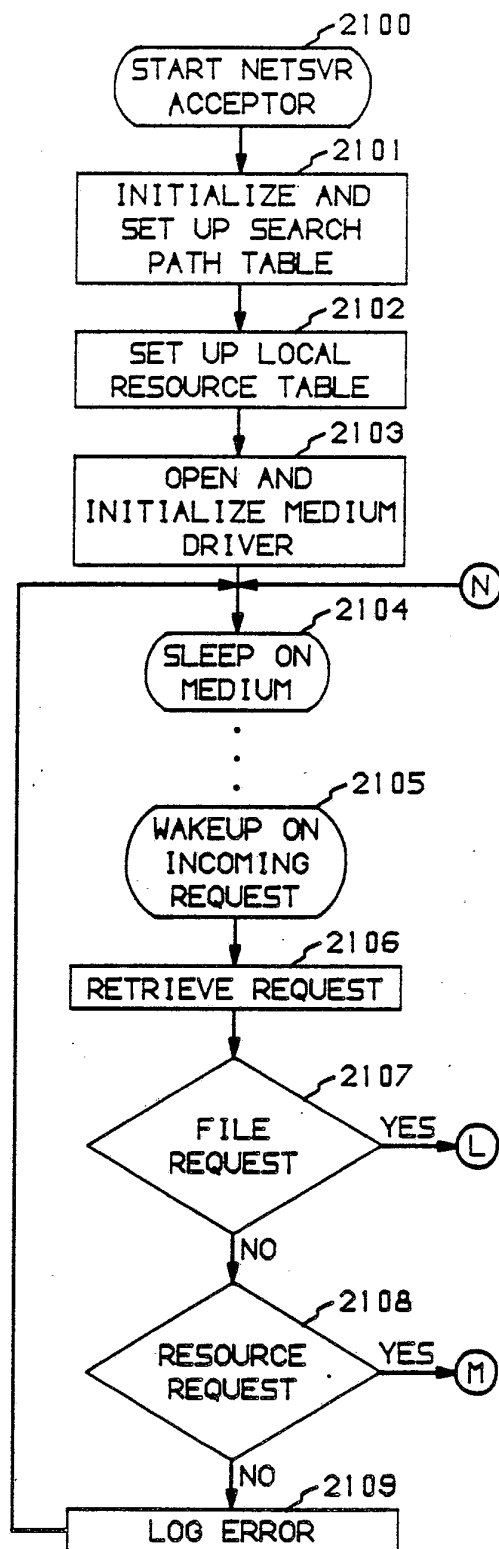 2100
START NETSVR
ACCEPTOR
2101
INITIALIZE AND
SET UP SEARCH
PATH TABLE
2102
SET UP LOCAL
RESOURCE TABLE
2103
OPEN AND
INITIALIZE MEDIUM
DRIVER
N
2104
SLEEP ON
MEDIUM
2105
WAKEUP ON
INCOMING
REQUEST
2106
RETRIEVE REQUEST
2107
FILE
REQUEST
YES
L
NO
2108
RESOURCE
REQUEST
YES
M
NO
2109
LOG ERROR